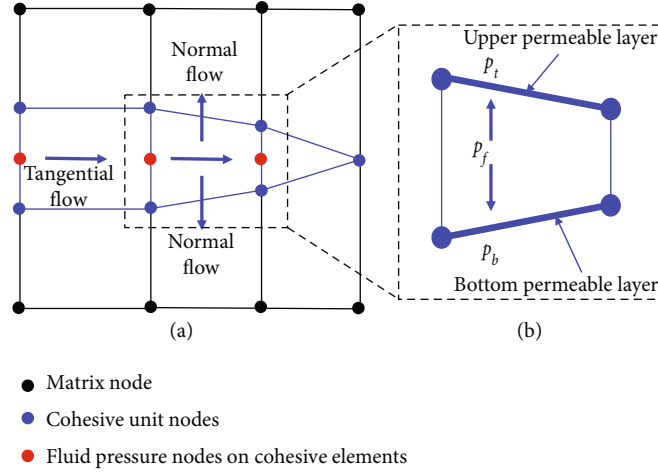 Normal
flow
Tangential
flow
Normal
flow
(a)
Upper permeable layer
p_t
p_f
p_b
Bottom permeable layer
(b)
Matrix node
Cohesive unit nodes
Fluid pressure nodes on cohesive elements